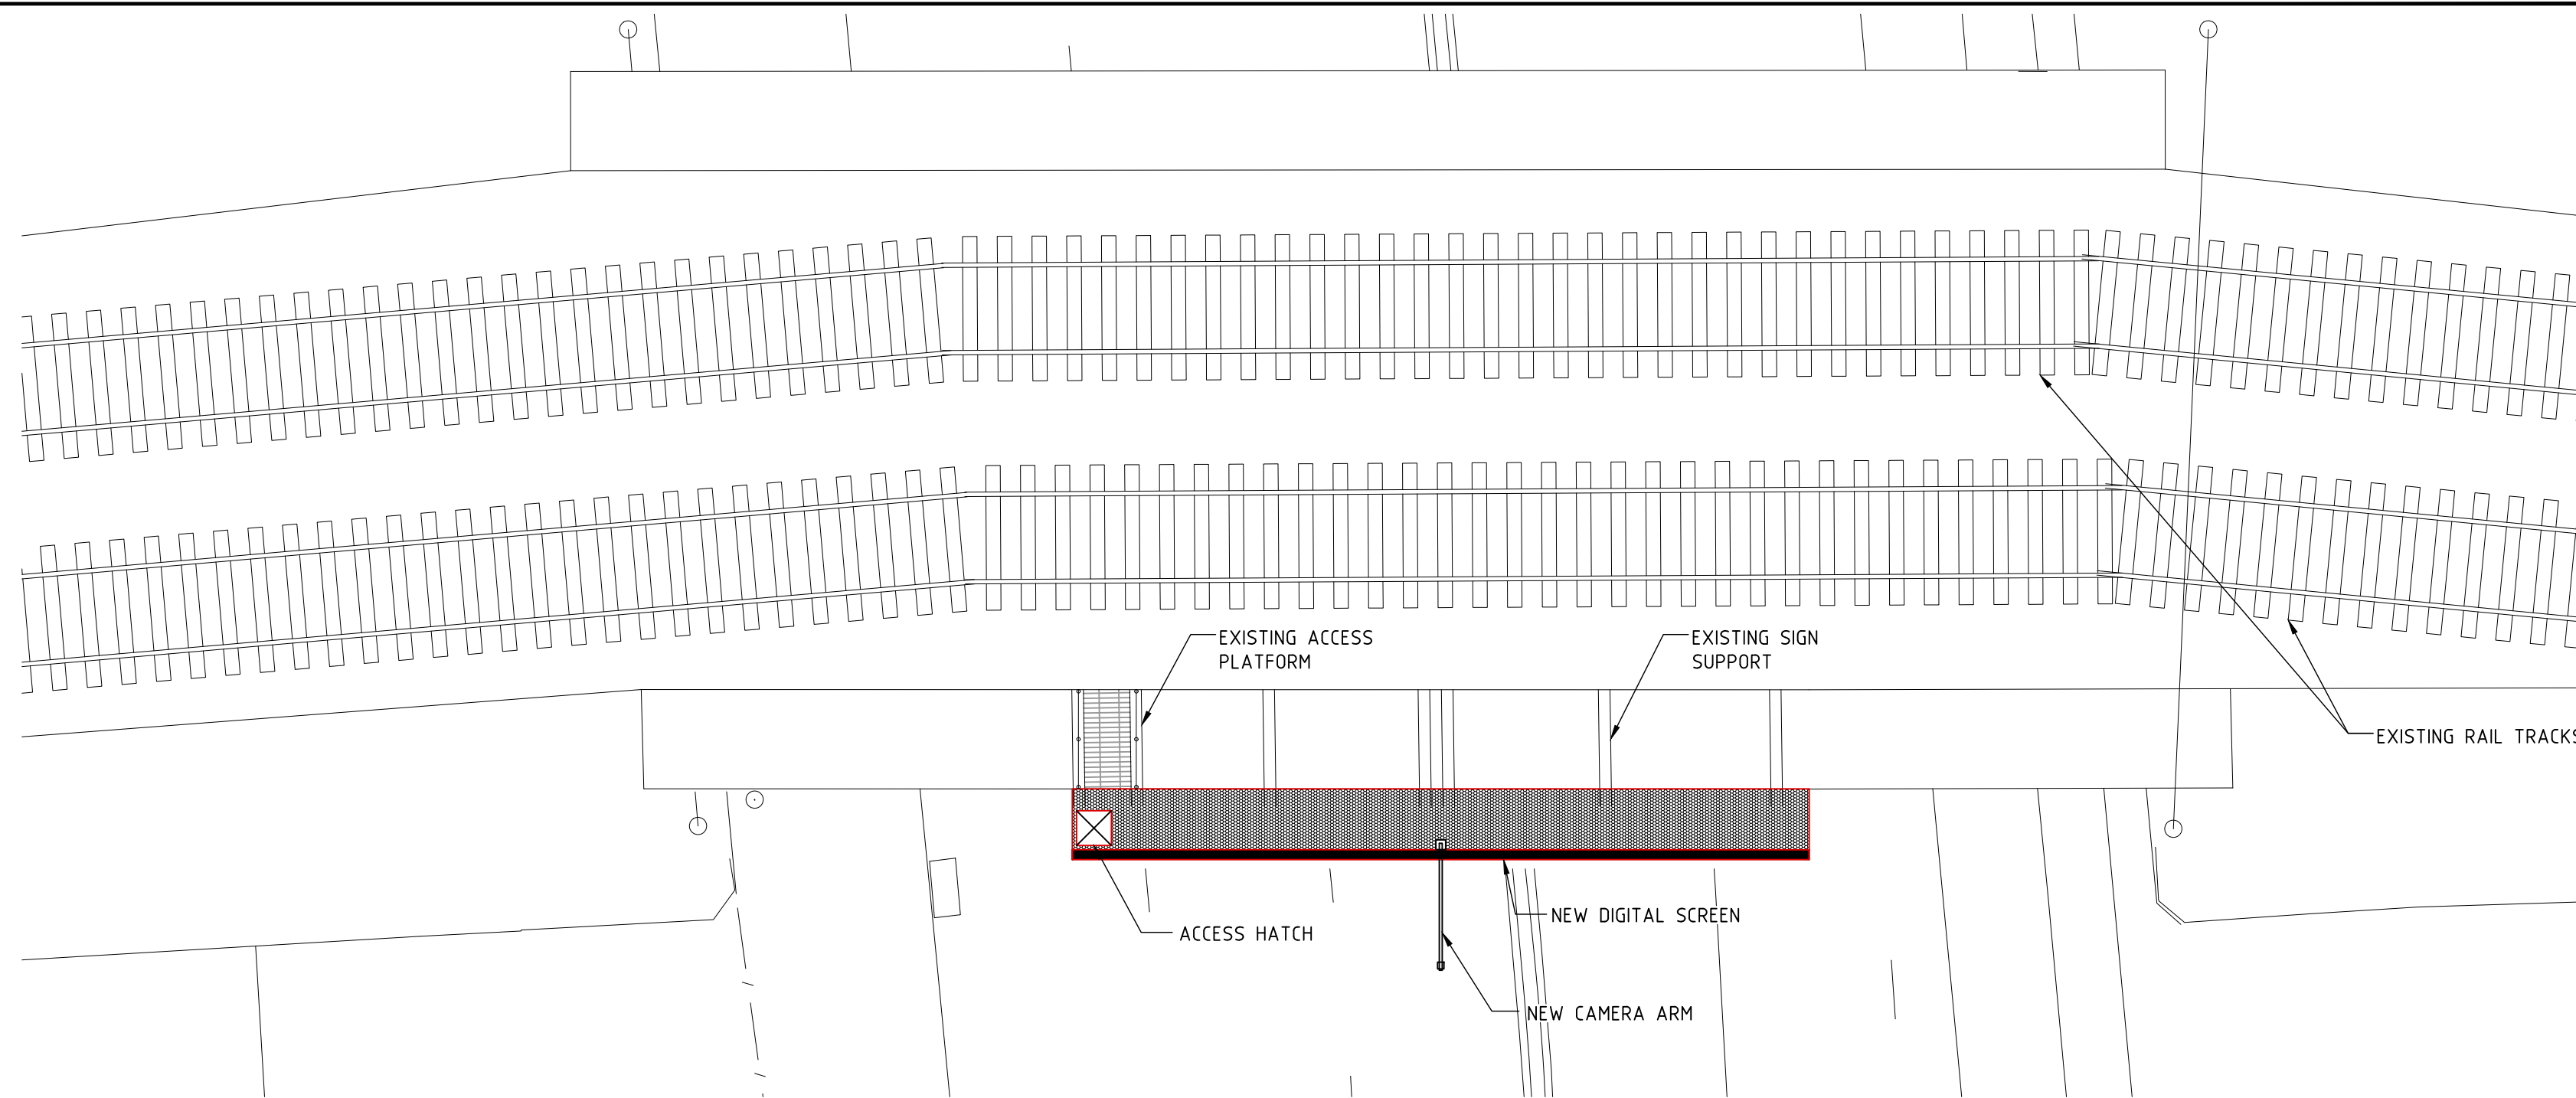 EXISTING ACCESS
PLATFORM
EXISTING SIGN
SUPPORT
EXISTING RAIL TRACKS
NEW DIGITAL SCREEN
ACCESS HATCH
NEW CAMERA ARM